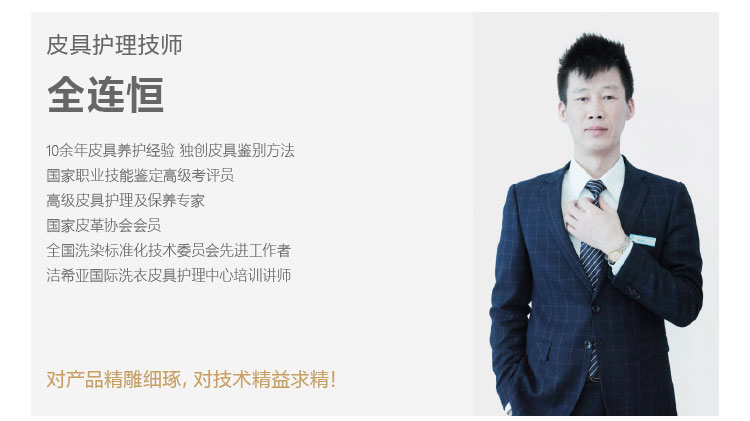 皮具护理技师
全连恒
10余年皮具养护经验 独创皮具鉴别方法
国家职业技能鉴定高级考评员
高级皮具护理及保养专家
国家皮革协会会员
全国洗染标准化技术委员会先进工作者
洁希亚国际洗衣皮具护理中心培训讲师
对产品精雕细琢, 对技术精益求精!